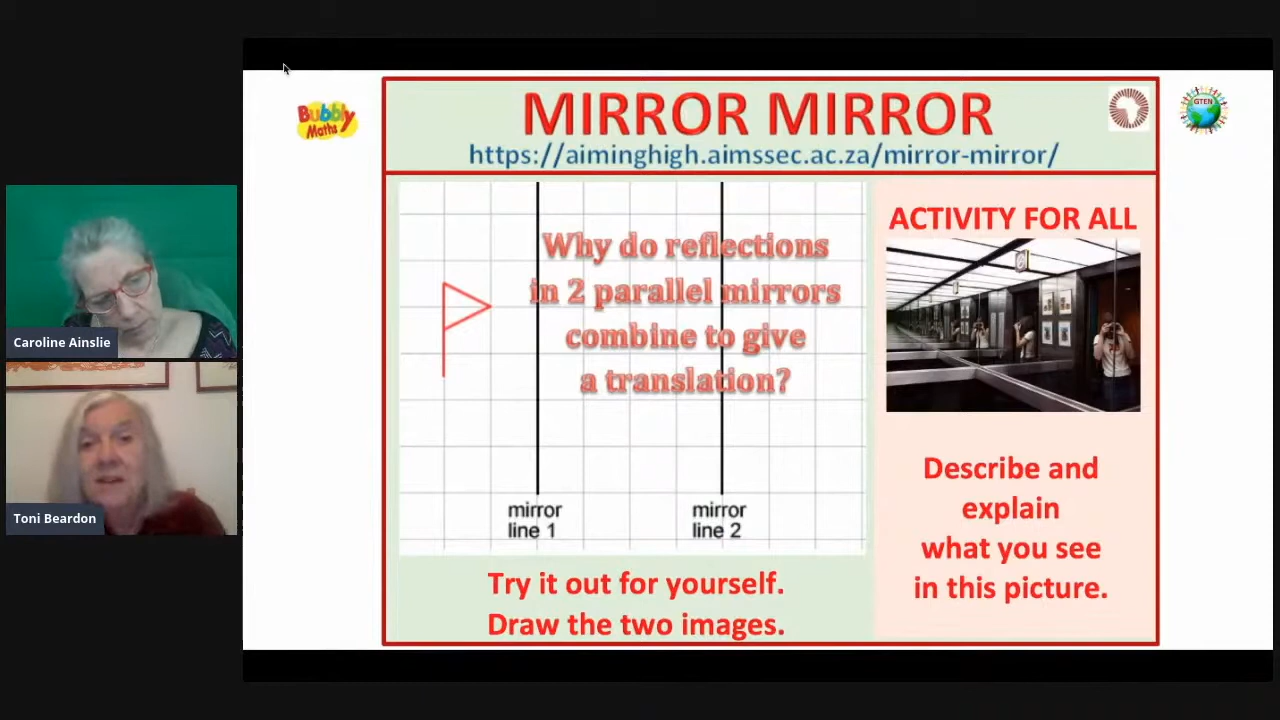 Bubbly
Maths
MIRROR MIRROR
https://aiminghigh.aimssec.ac.za/mirror-mirror/
GTEN
Caroline Ainslie
Toni Beardon
Why do reflections
in 2 parallel mirrors
combine to give
a translation?
mirror
line 1
mirror
line 2
Try it out for yourself.
Draw the two images.
ACTIVITY FOR ALL
Describe and
explain
what you see
in this picture.